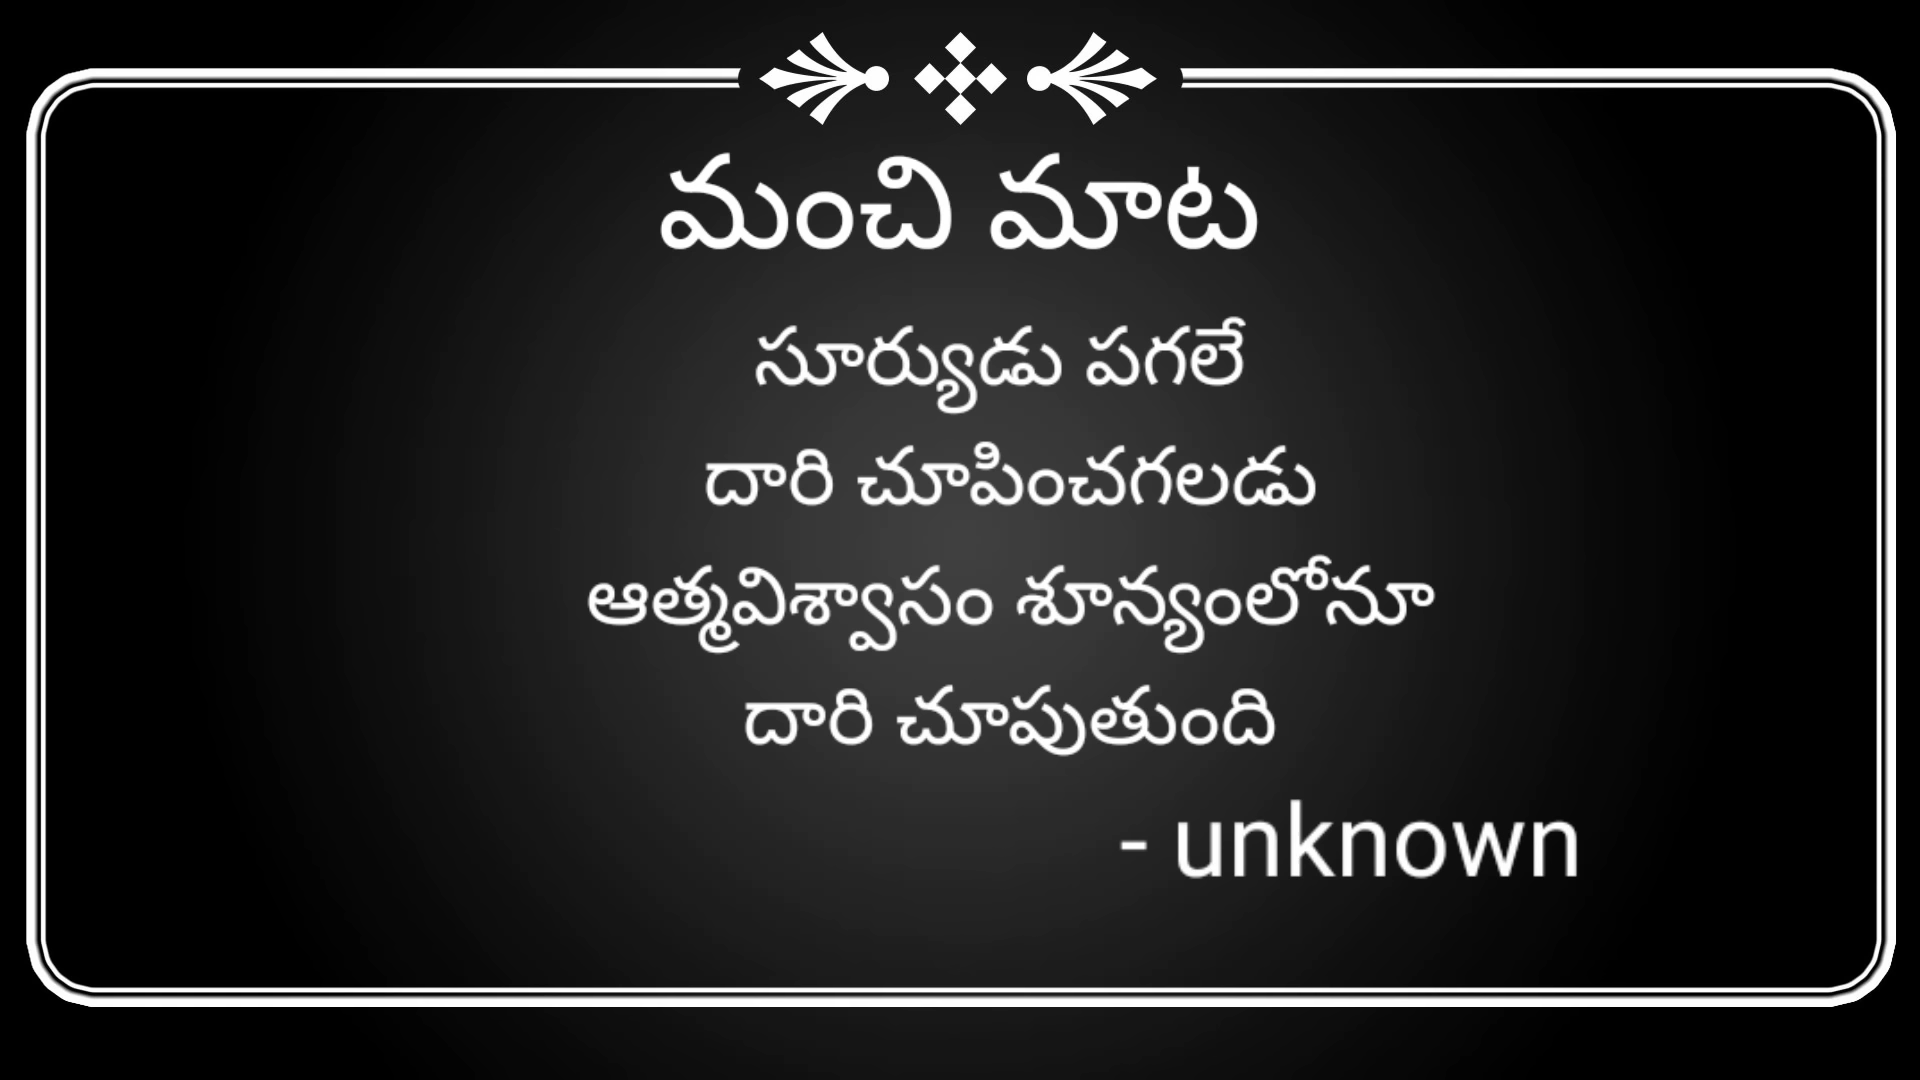 మంచి మాట
సూర్యుడు పగలే
దారి చూపించగలడు
ఆత్మవిశ్వాసం శూన్యంలోనూ
దారి చూపుతుంది
- unknown